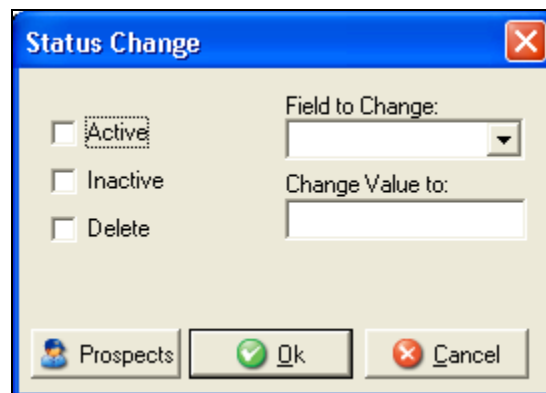 Status Change
Active
Inactive
Delete
Field to Change:
Change Value to:
Prospects
Ok
Cancel